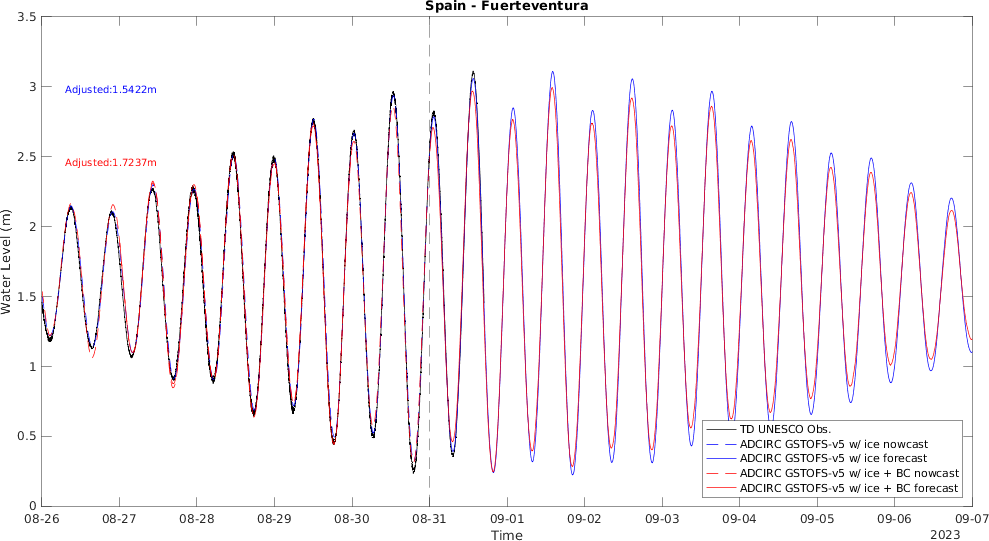 Spain - Fuerteventura
3.5
3
2.5
2
1.5
1
0.5
0
Water Level (m)
Adjusted:1.5422m
Adjusted:1.7237m
TD UNESCO Obs.
ADCIRC GSTOFS-v5 w/ ice nowcast
ADCIRC GSTOFS-v5 w/ ice forecast
ADCIRC GSTOFS-v5 w/ ice + BC nowcast
ADCIRC GSTOFS-v5 w/ ice + BC forecast
08-26 08-27 08-28 08-29 08-30 08-31 09-01 09-02 09-03 09-04 09-05 09-06 09-07
Time
2023